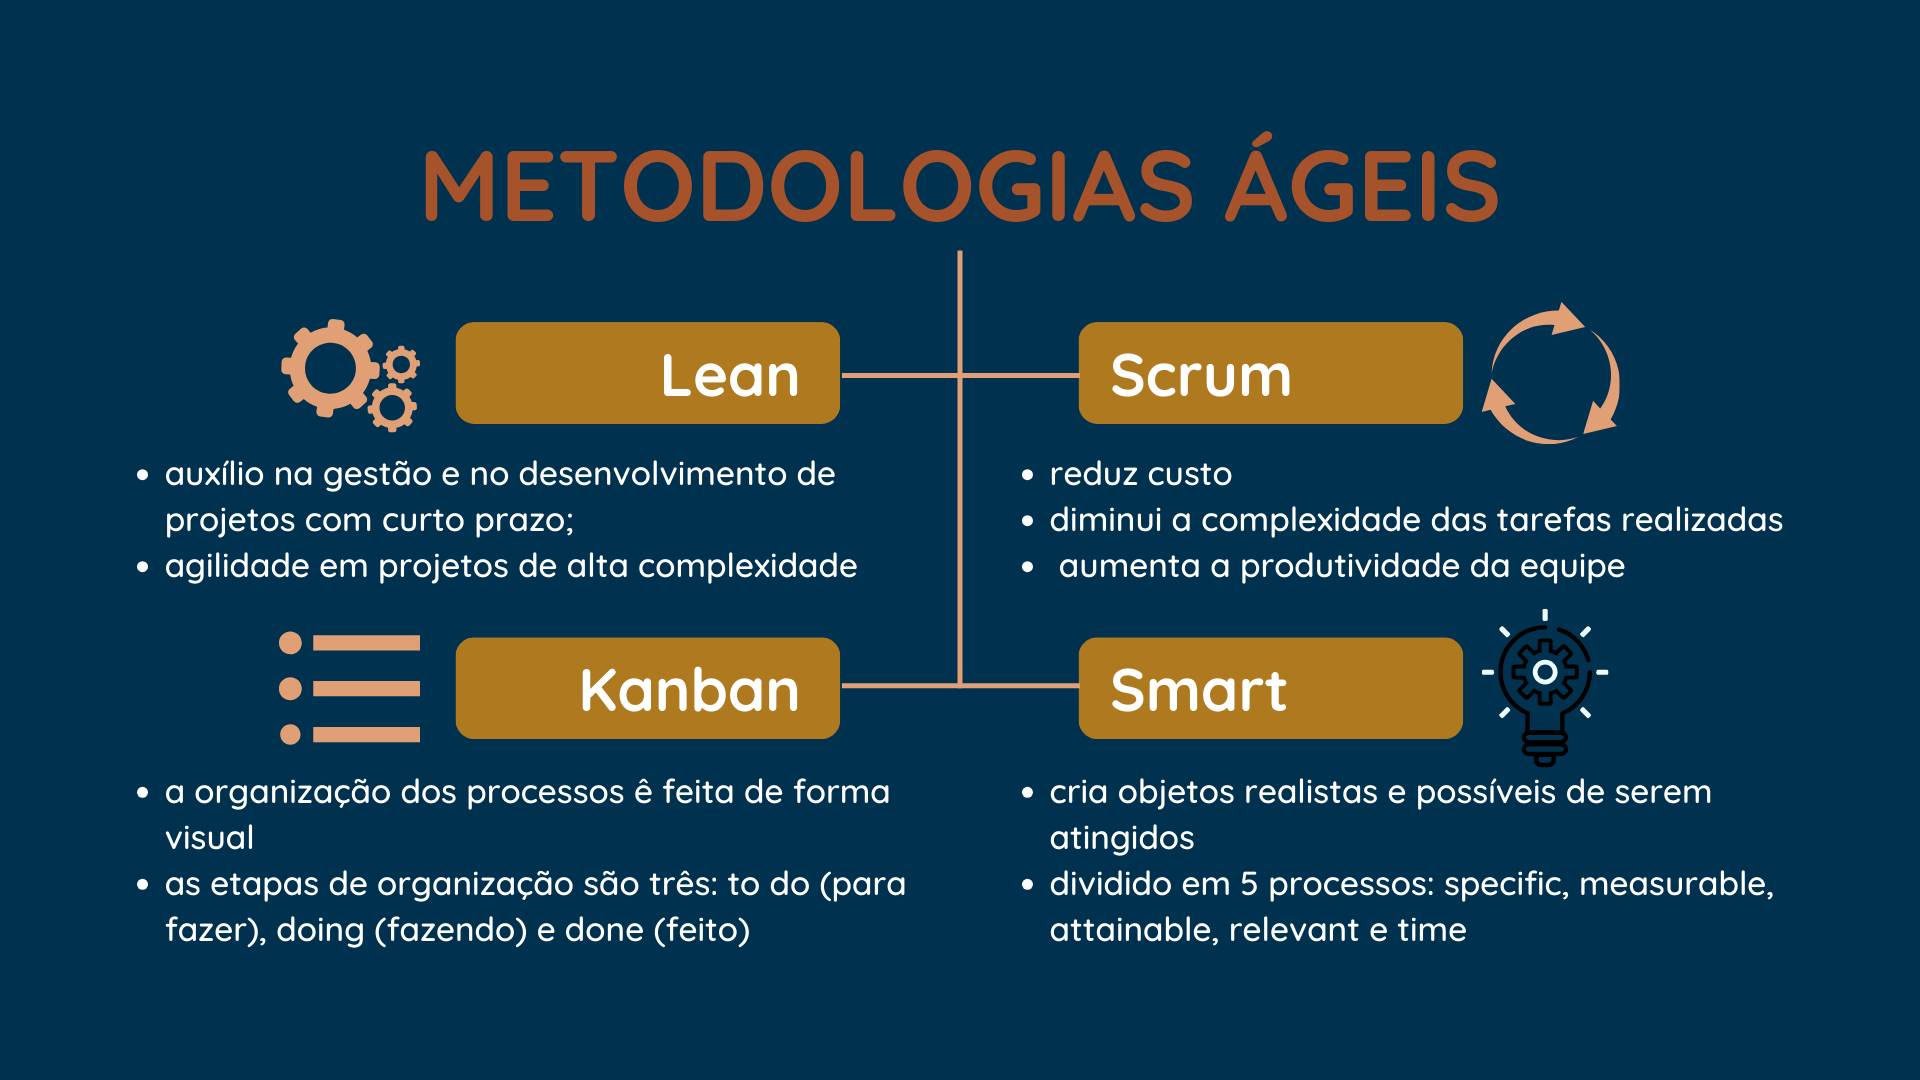 METODOLOGIAS ÁGEIS
Lean
• auxílio na gestão e no desenvolvimento de
projetos com curto prazo;
• agilidade em projetos de alta complexidade
Scrum
• reduz custo
• diminui a complexidade das tarefas realizadas
• aumenta a produtividade da equipe
Kanban
• a organização dos processos ê feita de forma
visual
• as etapas de organização são três: to do (para
fazer), doing (fazendo) e done (feito)
Smart
• cria objetos realistas e possíveis de serem
atingidos
• dividido em 5 processos: specific, measurable,
attainable, relevant e time